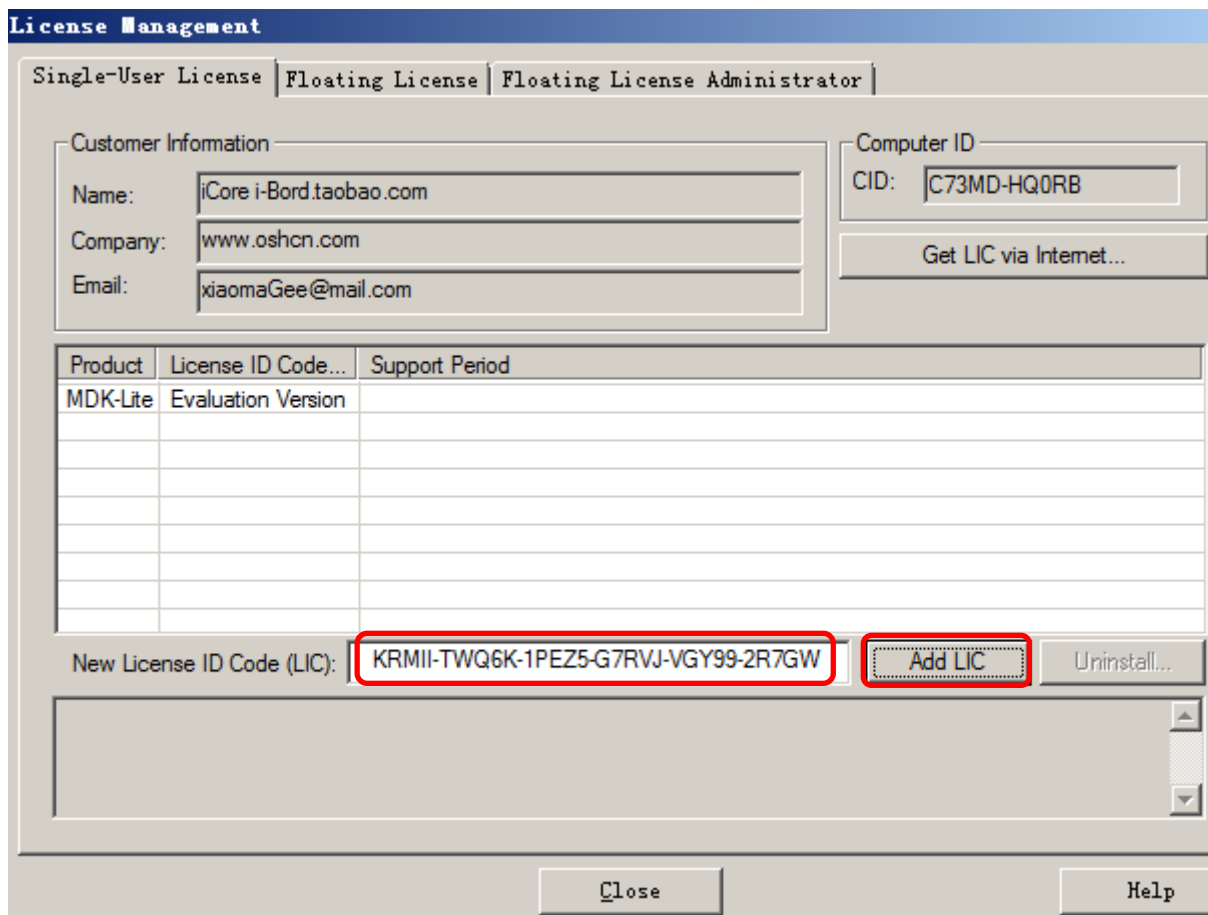 License Management
Single-User License Floating License Floating License Administrator
Customer Information
Name: iCore i-Bord.taobao.com
Company: www.oshcn.com
Email: xiaomaGee@mail.com
Computer ID
CID: C73MD-HQ0RB
Get LIC via Internet...
Product License ID Code... Support Period
MDK-Lite Evaluation Version
New License ID Code (LIC): KRMII-TWQ6K-1PEZ5-G7RVJ-VGY99-2R7GW Add LIC Uninstall...
Close Help